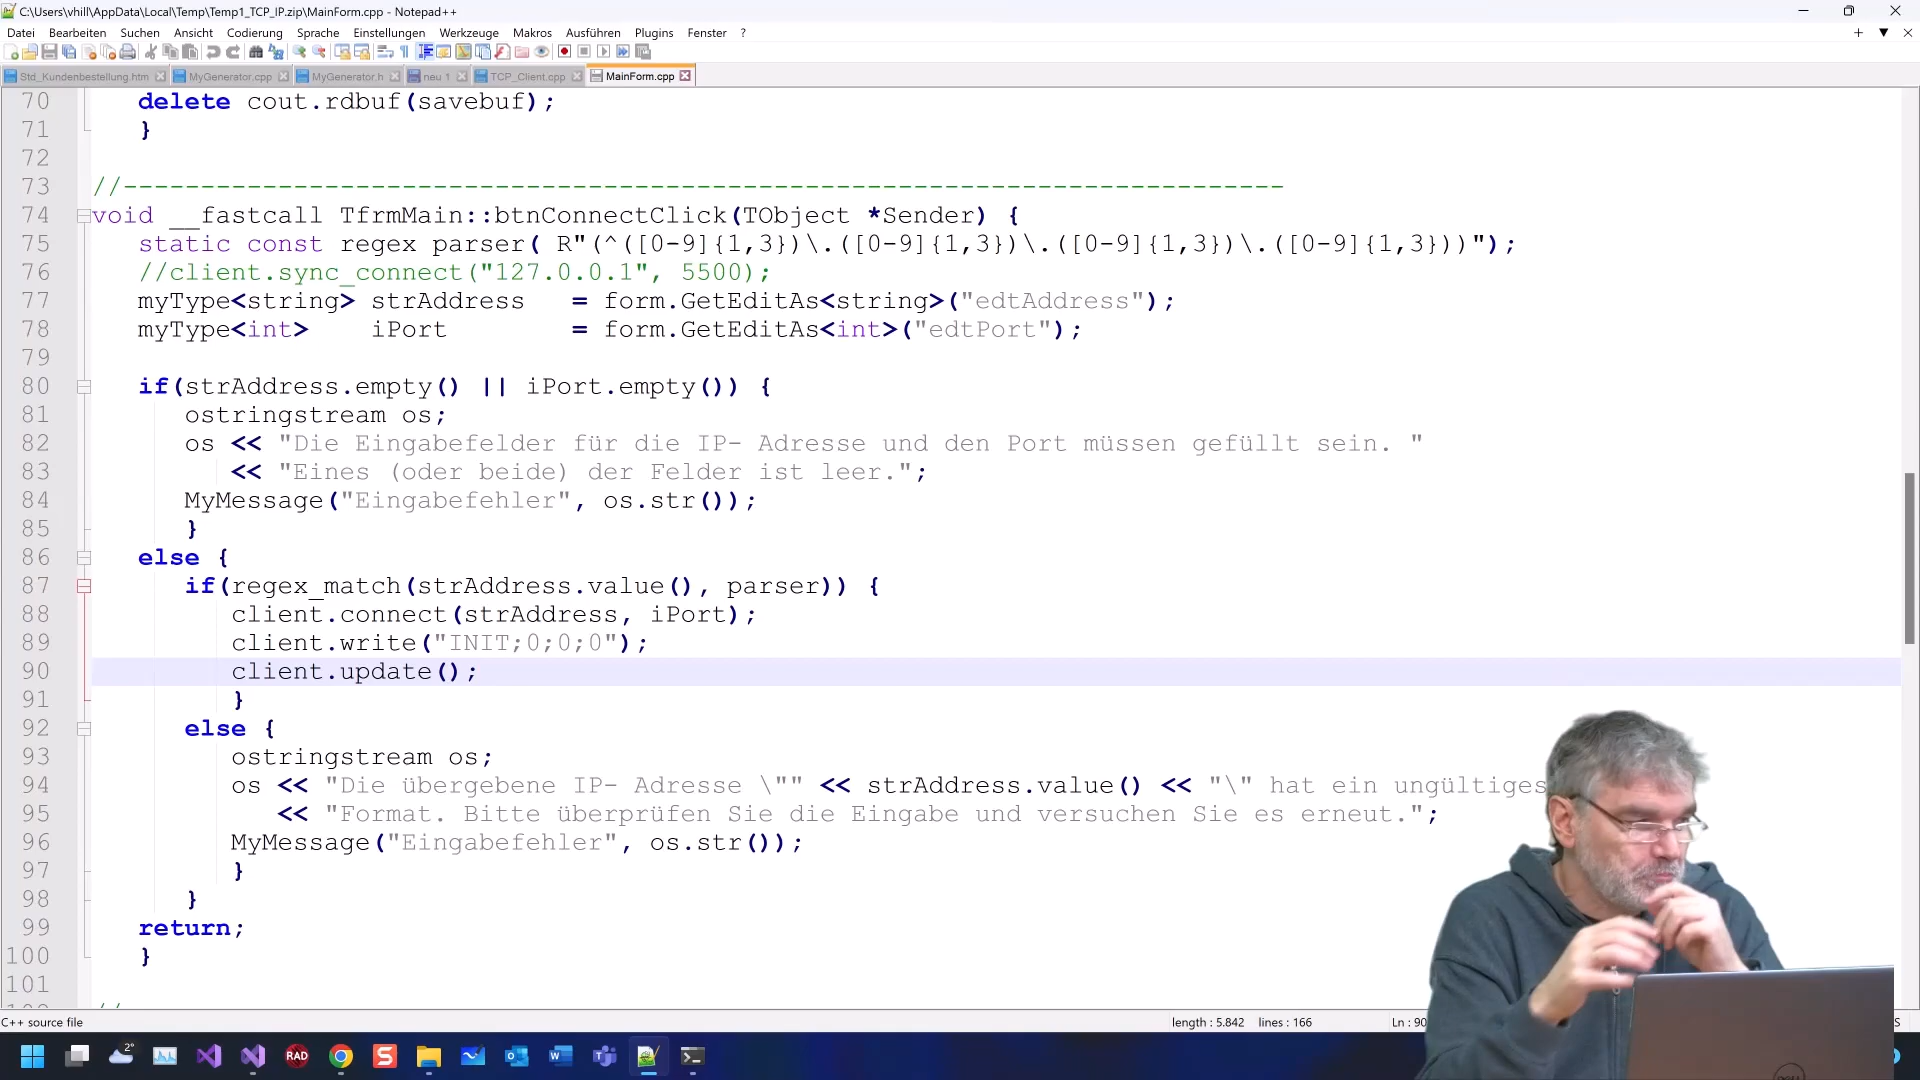 C:\Users\vhill\AppData\Local\Temp\Temp1_TCP_IP.zip\MainForm.cpp - Notepad++
Datei Bearbeiten Suchen Ansicht Codierung Sprache Einstellungen Werkzeuge Makros Ausführen Plugins Fenster ?
Std_Kundenbestellung.htm MyGenerator.cpp MyGenerator.h neu 1 TCP_Client.cpp MainForm.cpp
70 delete cout.rdbuf(savebuf);
71 }
72
73 //---------------------------------------------------------------------------
74 void __fastcall TfrmMain::btnConnectClick(TObject *Sender) {
75 static const regex parser( R"(^([0-9]{1,3})\.([0-9]{1,3})\.([0-9]{1,3})\.([0-9]{1,3}))");
76 //client.sync_connect("127.0.0.1", 5500);
77 myType<string> strAddress = form.GetEditAs<string>("edtAddress");
78 myType<int> iPort = form.GetEditAs<int>("edtPort");
79
80 if(strAddress.empty() || iPort.empty()) {
81 ostringstream os;
82 os << "Die Eingabefelder für die IP- Adresse und den Port müssen gefüllt sein. "
83 << "Eines (oder beide) der Felder ist leer.";
84 MyMessage("Eingabefehler", os.str());
85 }
86 else {
87 if(regex_match(strAddress.value(), parser)) {
88 client.connect(strAddress, iPort);
89 client.write("INIT;0;0;0");
90 client.update();
91 }
92 else {
93 ostringstream os;
94 os << "Die übergebene IP- Adresse \"" << strAddress.value() << "\" hat ein ungültiges
95 << "Format. Bitte überprüfen Sie die Eingabe und versuchen Sie es erneut.";
96 MyMessage("Eingabefehler", os.str());
97 }
98 }
99 return;
100 }
101
C++ source file length : 5.842 lines : 166 Ln : 90
2° RAD S W